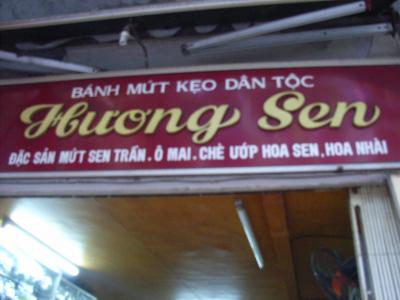 BÁNH MỨT KẸO DÂN TỘC
Hương Sen
ĐẶC SẢN MỨT SEN TRẦN. Ô MAI. CHÈ ƯỚP HOA SEN, HOA NHÀI